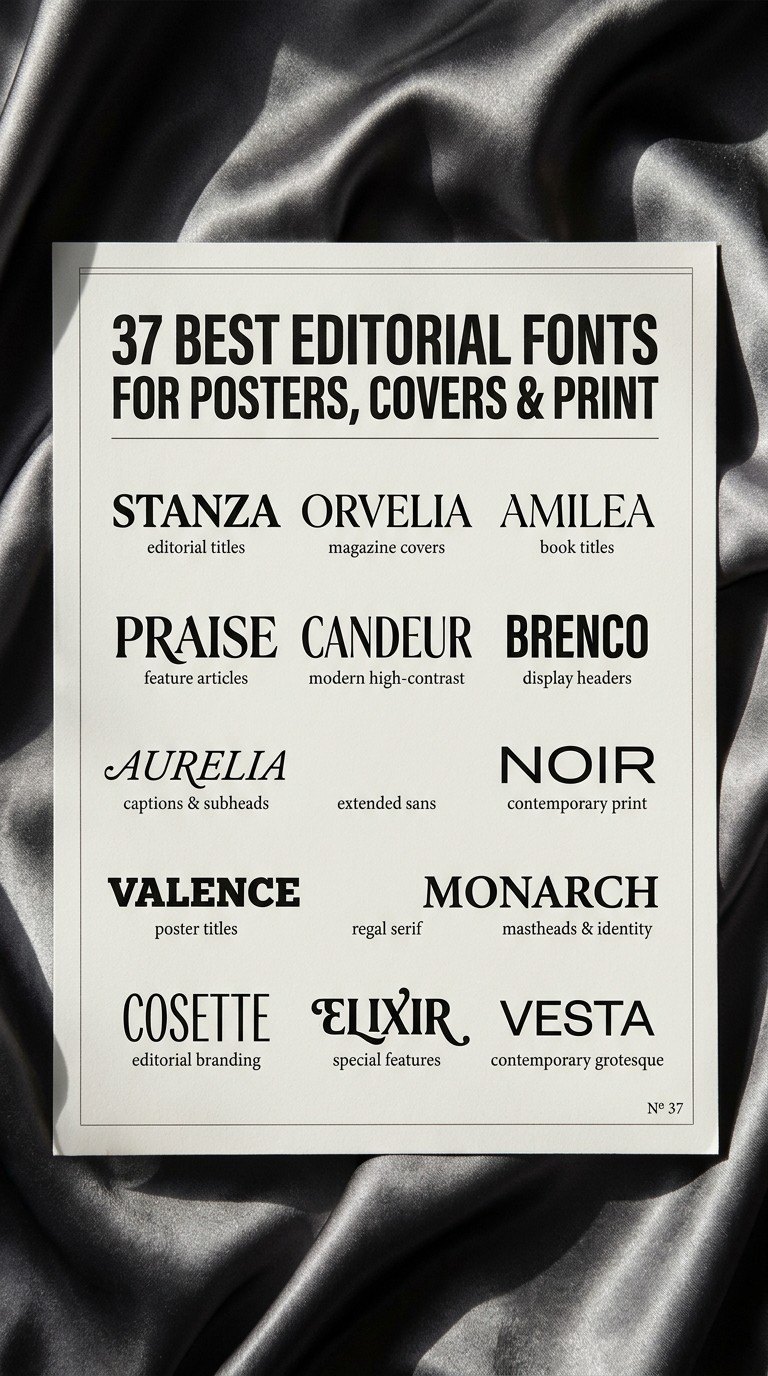 37 BEST EDITORIAL FONTS
FOR POSTERS, COVERS & PRINT
STANZA ORVELIA AMILEA
editorial titles magazine covers book titles
PRAISE CANDEUR BRENCO
feature articles modern high-contrast display headers
AURELIA NOIR
captions & subheads extended sans contemporary print
VALENCE MONARCH
poster titles regal serif mastheads & identity
COSETTE ELIXIR VESTA
editorial branding special features contemporary grotesque
Nº 37